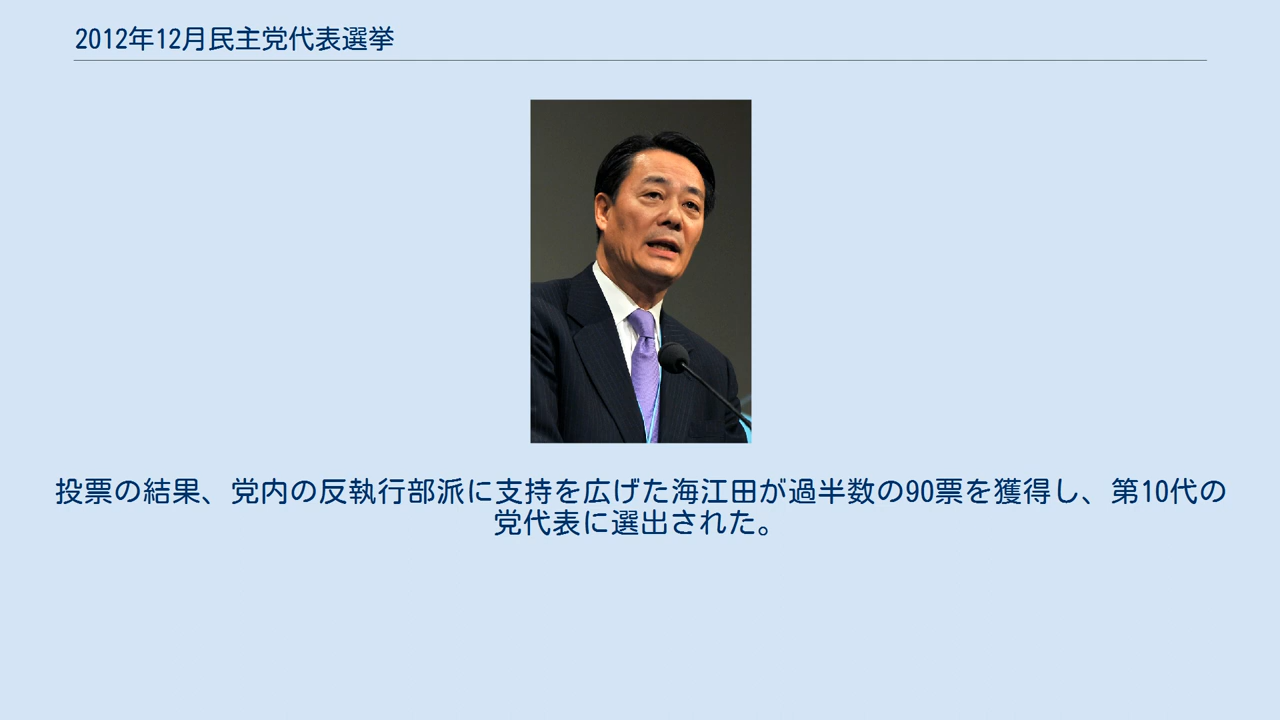 2012年12月民主党代表選挙
投票の結果、党内の反執行部派に支持を広げた海江田が過半数の90票を獲得し、第10代の
党代表に選出された。